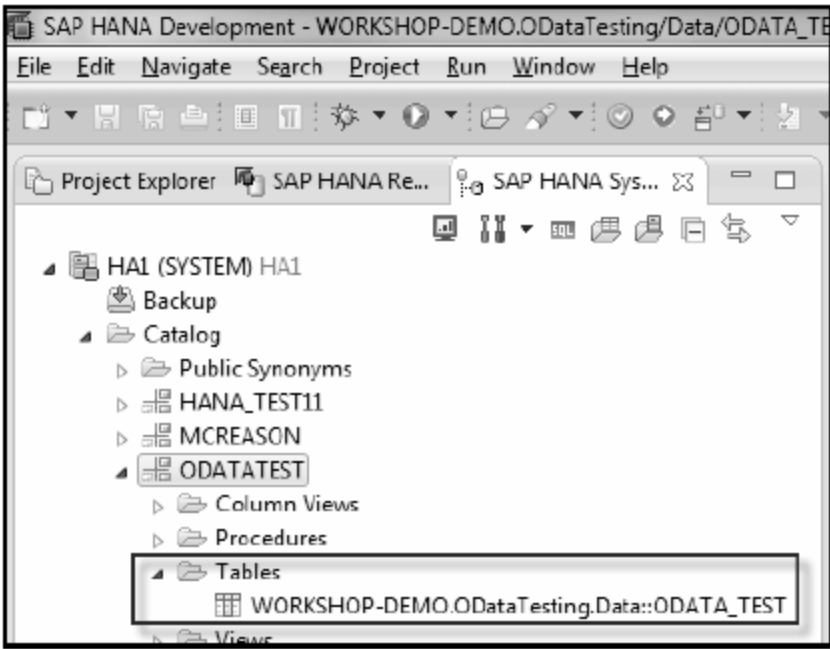 SAP HANA Development - WORKSHOP-DEMO.ODataTesting/Data/ODATA_TE
File Edit Navigate Search Project Run Window Help
Project Explorer SAP HANA Re... SAP HANA Sys...
SQL
HA1 (SYSTEM) HA1
Backup
Catalog
Public Synonyms
HANA_TEST11
MCREASON
ODATATEST
Column Views
Procedures
Tables
WORKSHOP-DEMO.ODataTesting.Data::ODATA_TEST
Views